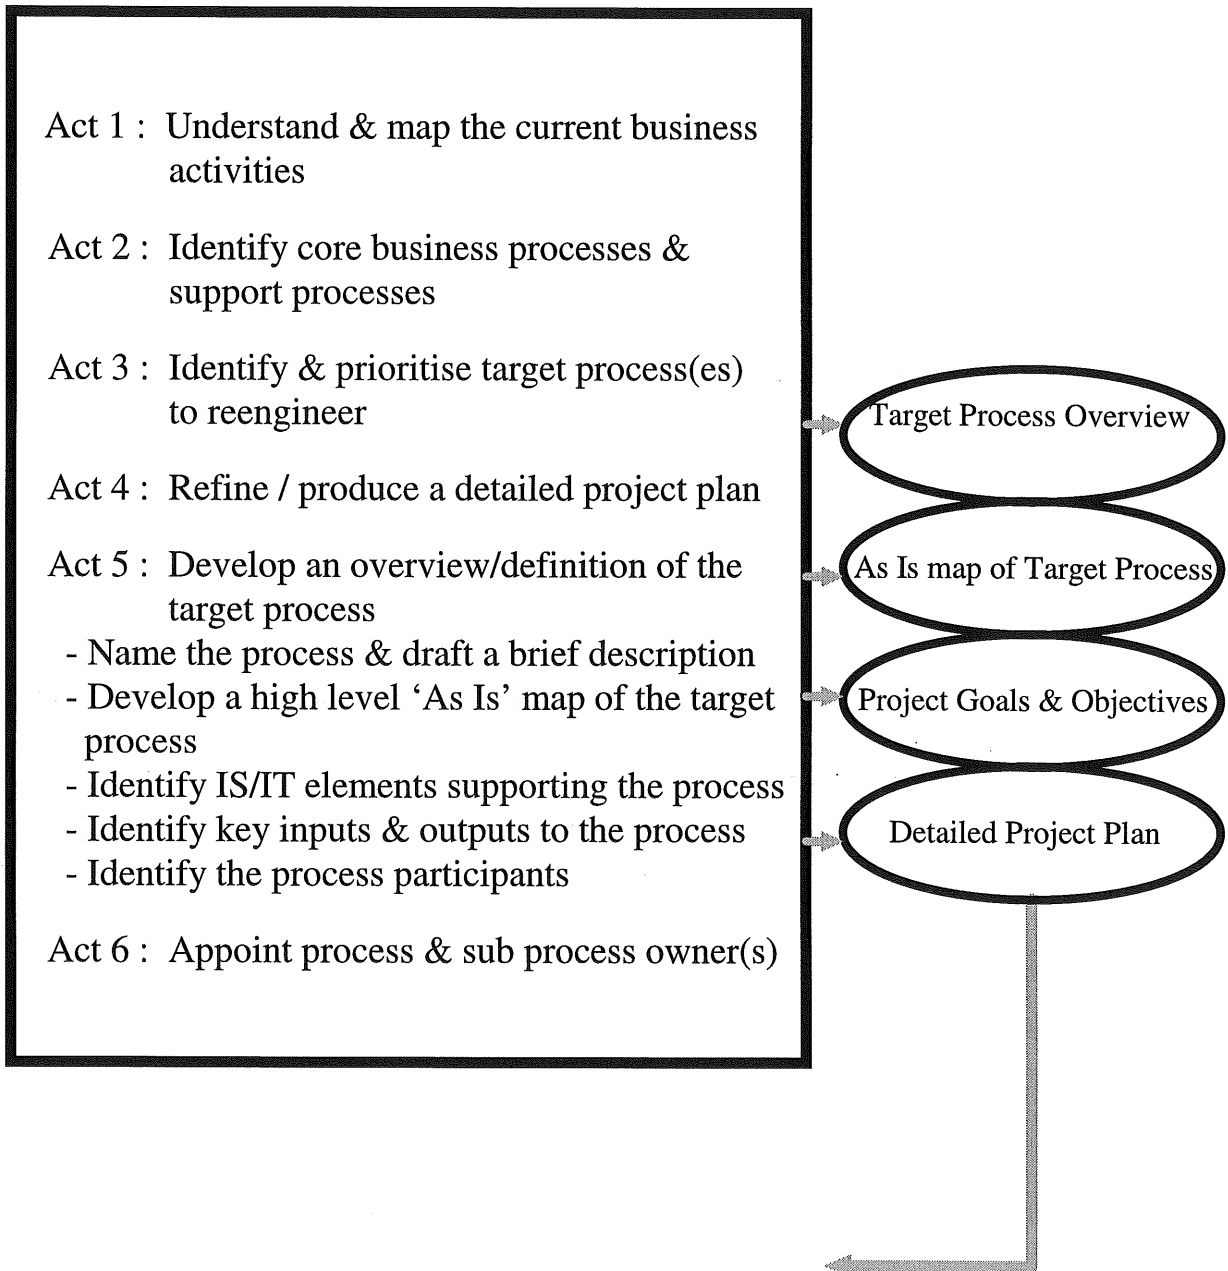 Act 1 : Understand & map the current business
activities
Act 2 : Identify core business processes &
support processes
Act 3 : Identify & prioritise target process(es)
to reengineer
Act 4 : Refine / produce a detailed project plan
Act 5 : Develop an overview/definition of the
target process
- Name the process & draft a brief description
- Develop a high level ‘As Is’ map of the target
process
- Identify IS/IT elements supporting the process
- Identify key inputs & outputs to the process
- Identify the process participants
Act 6 : Appoint process & sub process owner(s)
Target Process Overview
As Is map of Target Process
Project Goals & Objectives
Detailed Project Plan